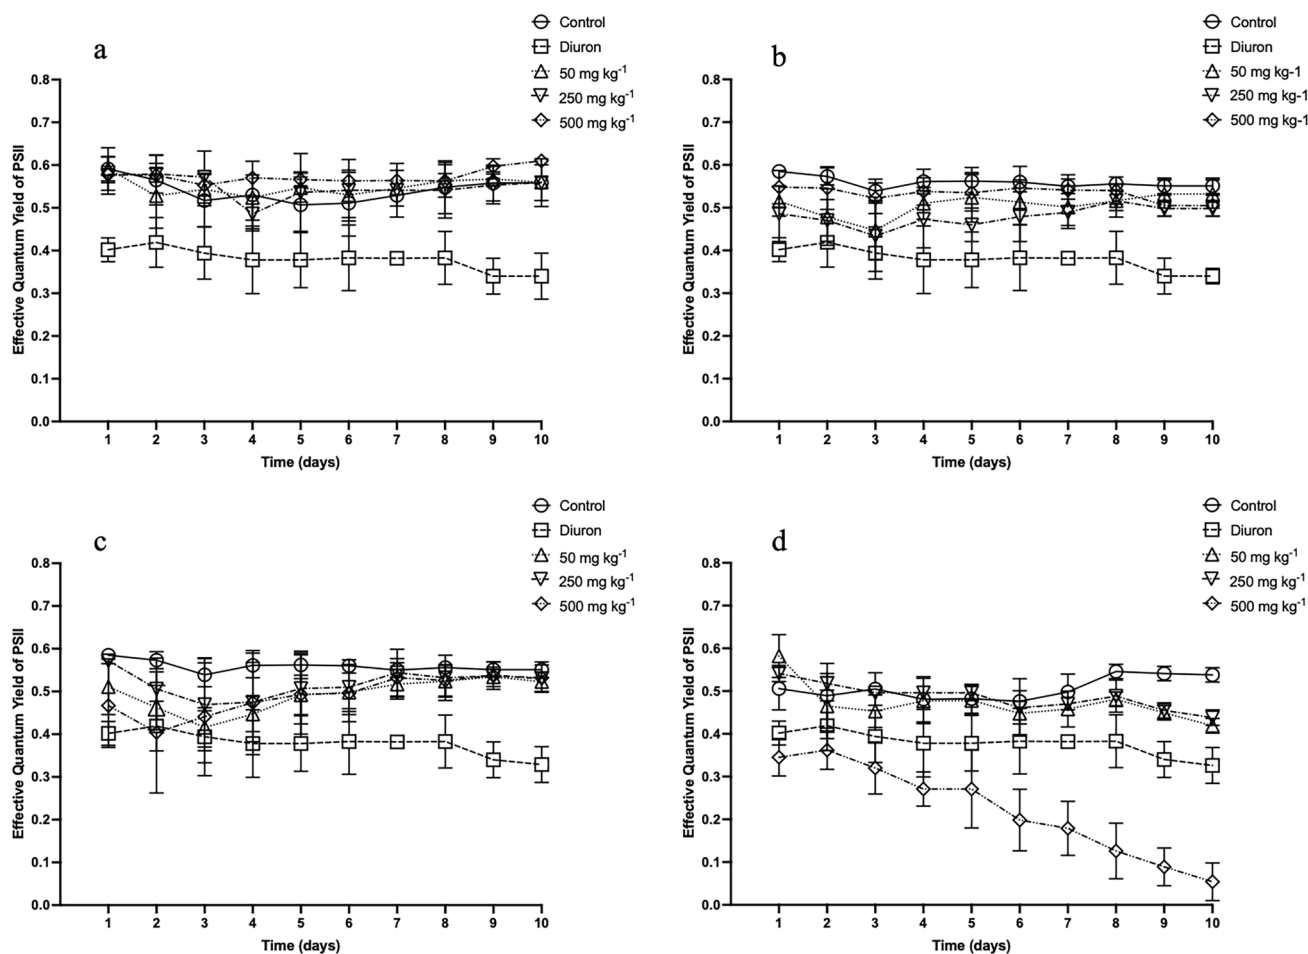 a
Control
Diuron
50 mg kg⁻¹
250 mg kg⁻¹
500 mg kg⁻¹
Effective Quantum Yield of PSII
0.8
0.7
0.6
0.5
0.4
0.3
0.2
0.1
0.0
1 2 3 4 5 6 7 8 9 10
Time (days)
b
Control
Diuron
50 mg kg-1
250 mg kg-1
500 mg kg-1
Effective Quantum Yield of PSII
0.8
0.7
0.6
0.5
0.4
0.3
0.2
0.1
0.0
1 2 3 4 5 6 7 8 9 10
Time (days)
c
Control
Diuron
50 mg kg⁻¹
250 mg kg⁻¹
500 mg kg⁻¹
Effective Quantum Yield of PSII
0.8
0.7
0.6
0.5
0.4
0.3
0.2
0.1
0.0
1 2 3 4 5 6 7 8 9 10
Time (days)
d
Control
Diuron
50 mg kg⁻¹
250 mg kg⁻¹
500 mg kg⁻¹
Effective Quantum Yield of PSII
0.8
0.7
0.6
0.5
0.4
0.3
0.2
0.1
0.0
1 2 3 4 5 6 7 8 9 10
Time (days)